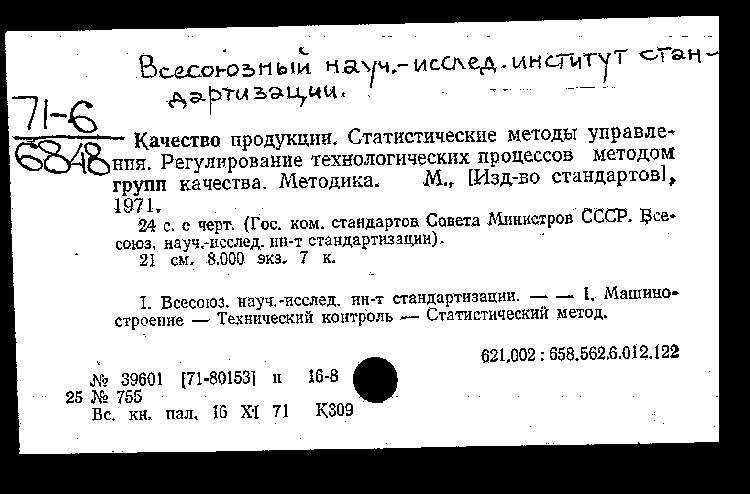 Всесоюзный науч.-исслед. институт стан-
дартизации.
71-6
6848
Качество продукции. Статистические методы управле-
ния. Регулирование технологических процессов методом
групп качества. Методика. М., [Изд-во стандартов],
1971.
24 с. с черт. (Гос. ком. стандартов Совета Министров СССР. Все-
союз. науч.-исслед. ин-т стандартизации).
21 см. 8.000 экз. 7 к.
I. Всесоюз. науч.-исслед. ин-т стандартизации. — — 1. Машино-
строение — Технический контроль — Статистический метод.
621.002 : 658.562.6.012.122
№ 39601 [71-80153] п 16-8
25 № 755
Вс. кн. пал. 16 XI 71 К309